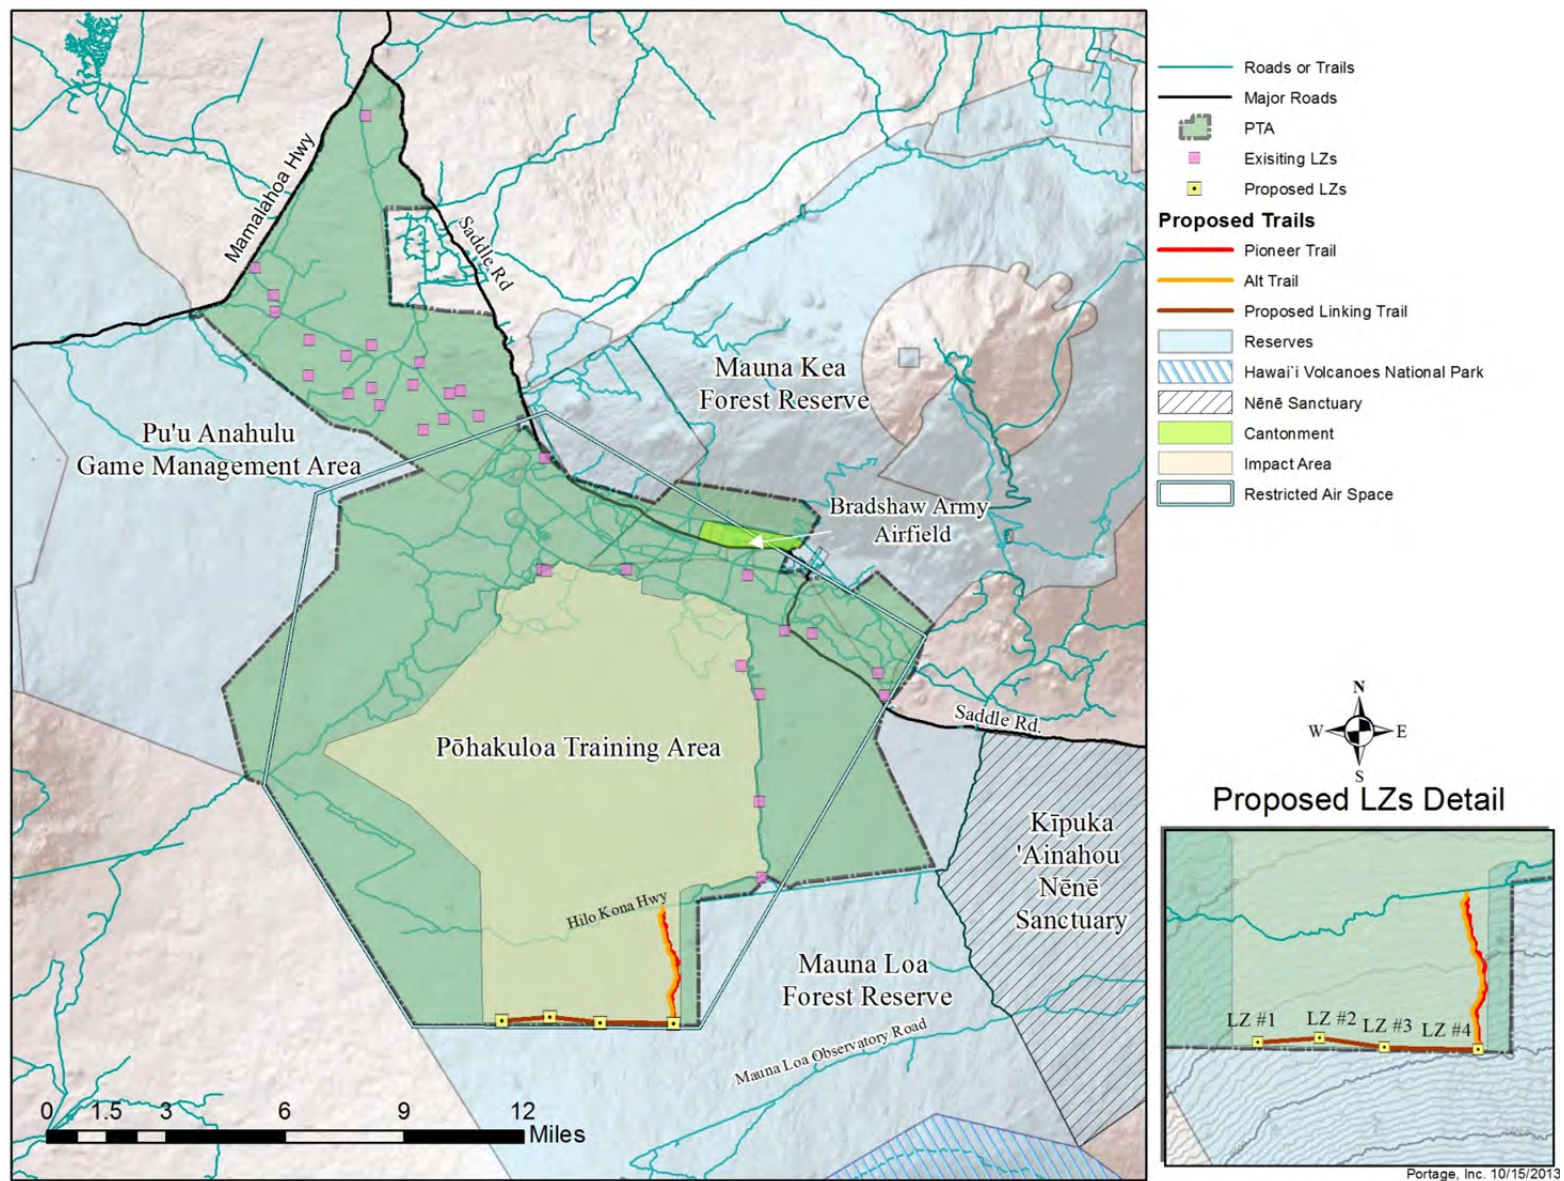 Mamalahoa Hwy
Saddle Rd
Mauna Kea
Forest Reserve
Pu'u Anahulu
Game Management Area
Bradshaw Army
Airfield
Pōhakuloa Training Area
Saddle Rd.
Kīpuka
'Ainahou
Nēnē
Sanctuary
Hilo Kona Hwy
Mauna Loa
Forest Reserve
Mauna Loa Observatory Road
0 1.5 3 6 9 12
Miles
Roads or Trails
Major Roads
PTA
Exisiting LZs
Proposed LZs
Proposed Trails
Pioneer Trail
Alt Trail
Proposed Linking Trail
Reserves
Hawai`i Volcanoes National Park
Nēnē Sanctuary
Cantonment
Impact Area
Restricted Air Space
N
W E
S
Proposed LZs Detail
LZ #1 LZ #2 LZ #3 LZ #4
Portage, Inc. 10/15/2013